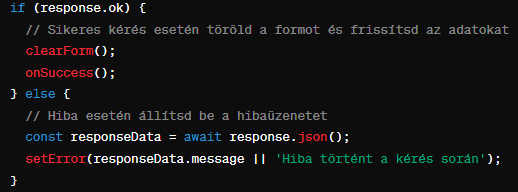 if (response.ok) {
// Sikeres kérés esetén töröld a formot és frissítsd az adatokat
clearForm();
onSuccess();
} else {
// Hiba esetén állítsd be a hibaüzenetet
const responseData = await response.json();
setError(responseData.message || 'Hiba történt a kérés során');
}